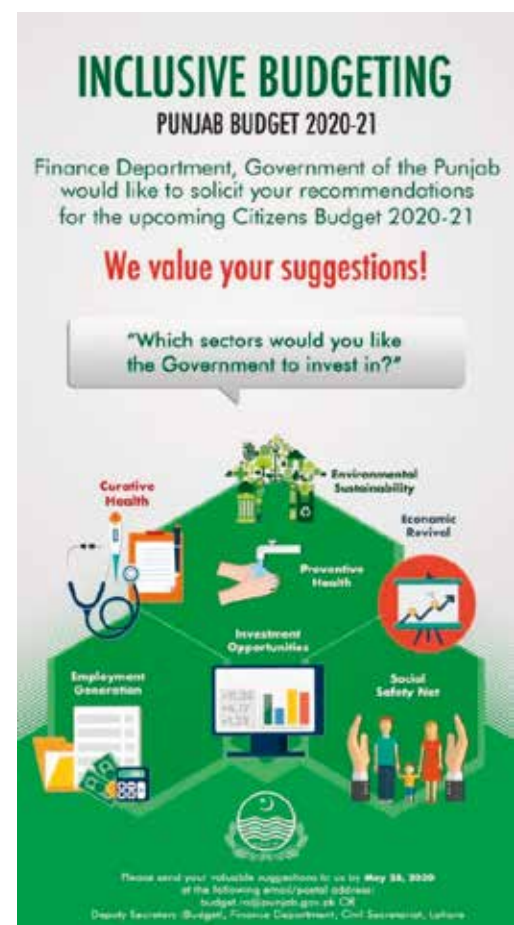 INCLUSIVE BUDGETING
PUNJAB BUDGET 2020-21
Finance Department, Government of the Punjab
would like to solicit your recommendations
for the upcoming Citizens Budget 2020-21
We value your suggestions!
"Which sectors would you like
the Government to invest in?"
Environmental
Sustainability
Curative
Health
Economic
Revival
Preventive
Health
Investment
Opportunities
Employment
Generation
Social
Safety Net
Please send your valuable suggestions to us by May 2020
at the following email/postal address:
OR
Deputy Secretary (Budget), Finance Department, Civil Secretariat, Lahore